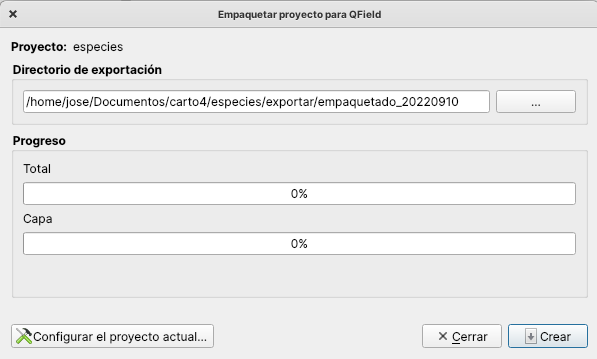 Empaquetar proyecto para QField
Proyecto: especies
Directorio de exportación
/home/jose/Documentos/carto4/especies/exportar/empaquetado_20220910
...
Progreso
Total
0%
Capa
0%
Configurar el proyecto actual...
Cerrar
Crear